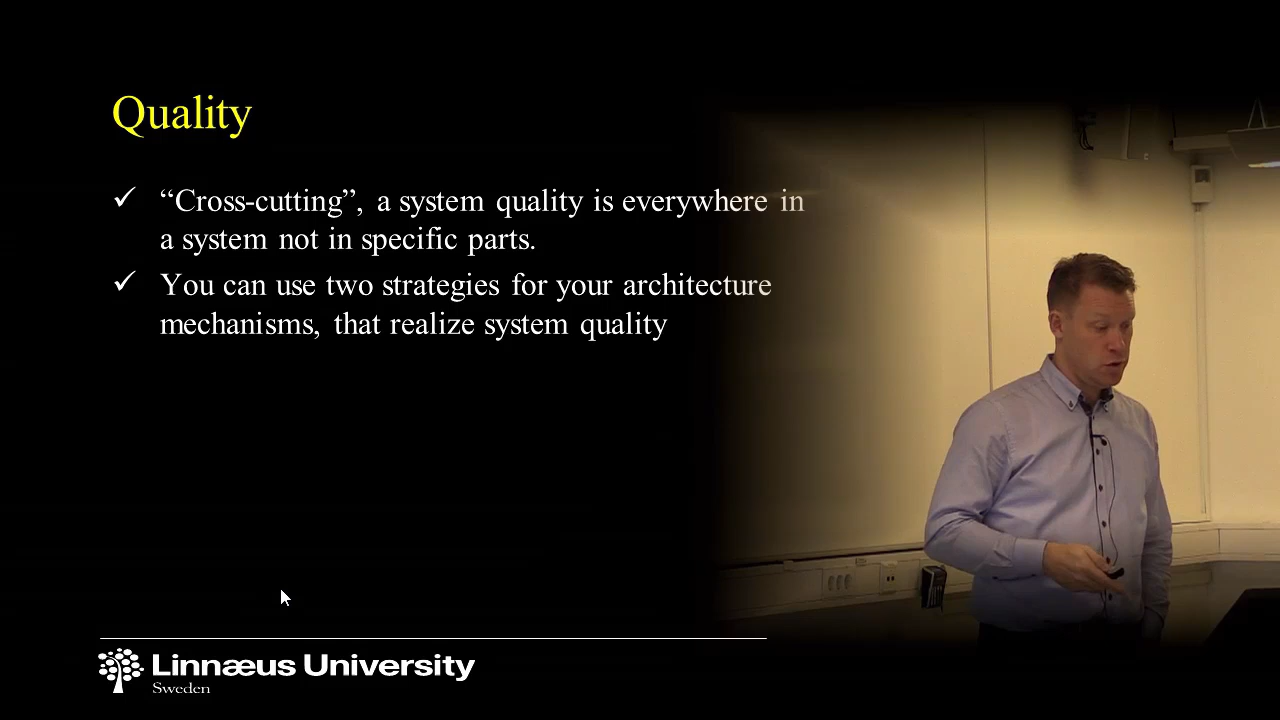 Quality
✓ “Cross-cutting”, a system quality is everywhere in
a system not in specific parts.
✓ You can use two strategies for your architecture
mechanisms, that realize system quality
Linnæus University
Sweden